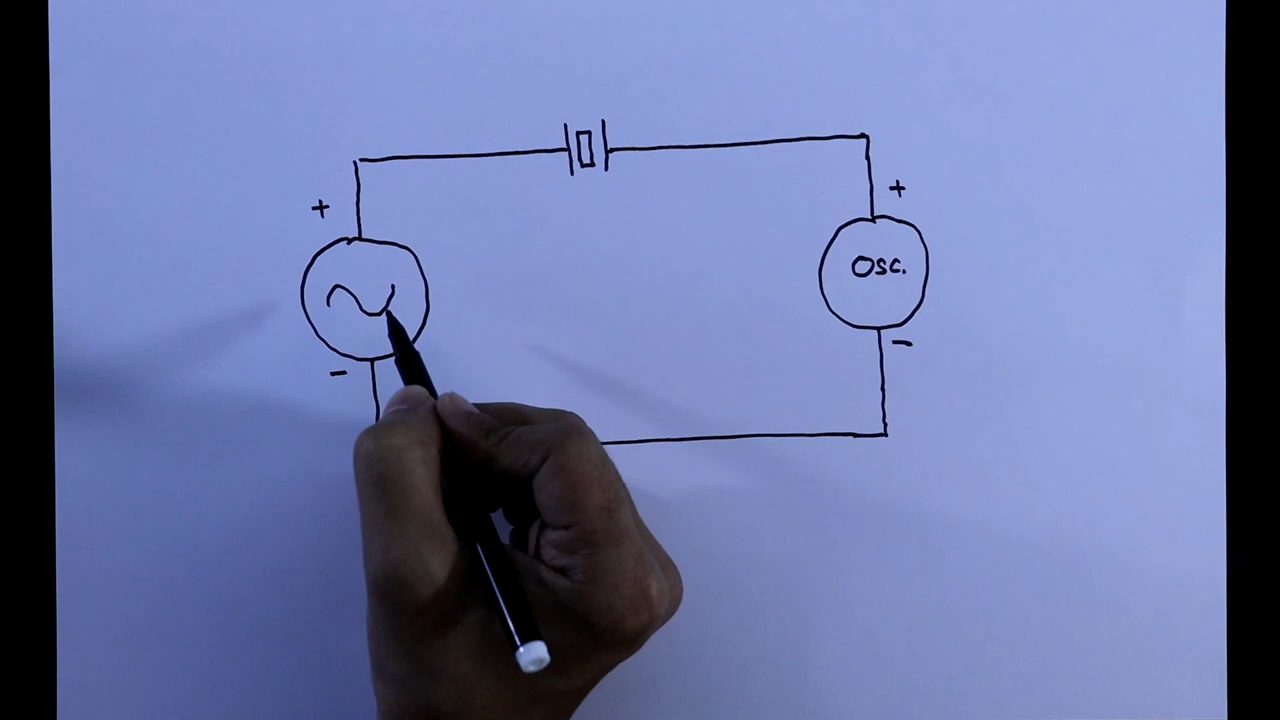 +
+
Osc.
-
-